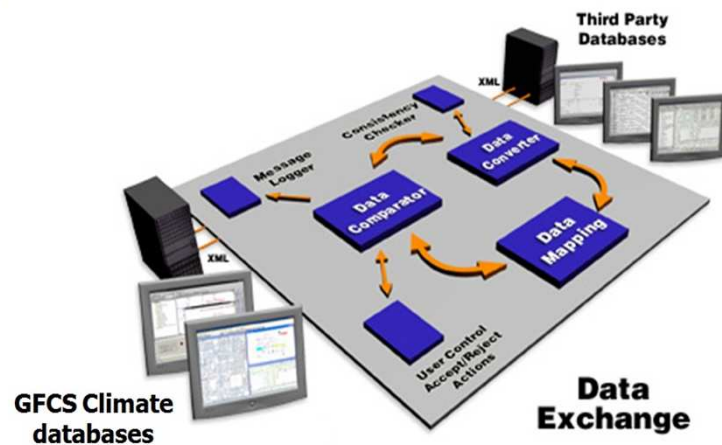 Third Party
Databases
XML
Consistency
Checker
Data
Converter
Message
Logger
Data
Comparator
Data
Mapping
XML
User Control
Accept/Reject
Actions
GFCS Climate
databases
Data
Exchange